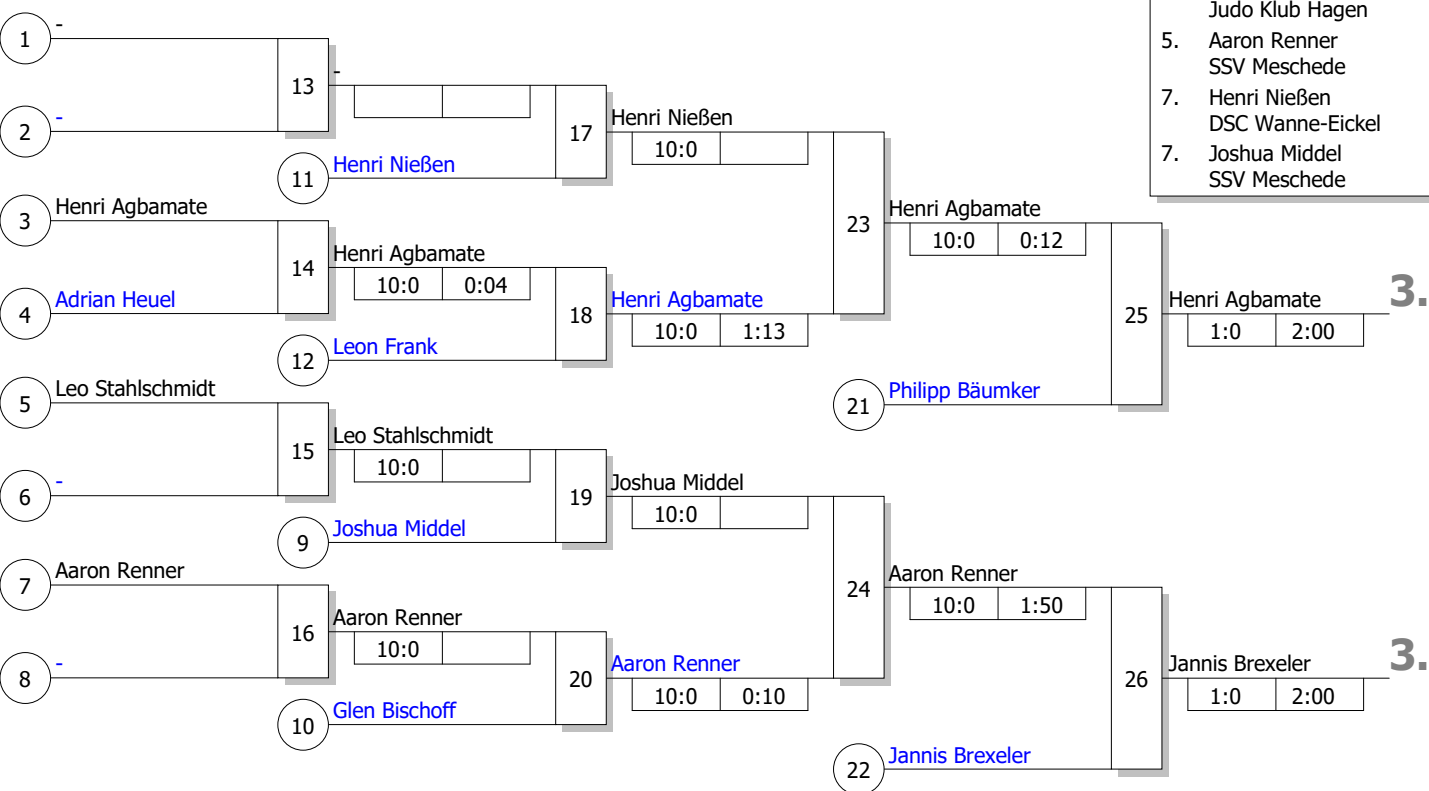 Judo Klub Hagen
5. Aaron Renner
SSV Meschede
7. Henri Nießen
DSC Wanne-Eickel
7. Joshua Middel
SSV Meschede
1 -
13 -
2 -
17 Henri Nießen
10:0
11 Henri Nießen
3 Henri Agbamate
23 Henri Agbamate
10:0 0:12
14 Henri Agbamate
10:0 0:04
4 Adrian Heuel
18 Henri Agbamate
10:0 1:13
25 Henri Agbamate 3.
1:0 2:00
12 Leon Frank
5 Leo Stahlschmidt
21 Philipp Bäumker
15 Leo Stahlschmidt
10:0
6 -
19 Joshua Middel
10:0
9 Joshua Middel
7 Aaron Renner
24 Aaron Renner
10:0 1:50
16 Aaron Renner
10:0
8 -
20 Aaron Renner
10:0 0:10
26 Jannis Brexeler 3.
1:0 2:00
10 Glen Bischoff
22 Jannis Brexeler